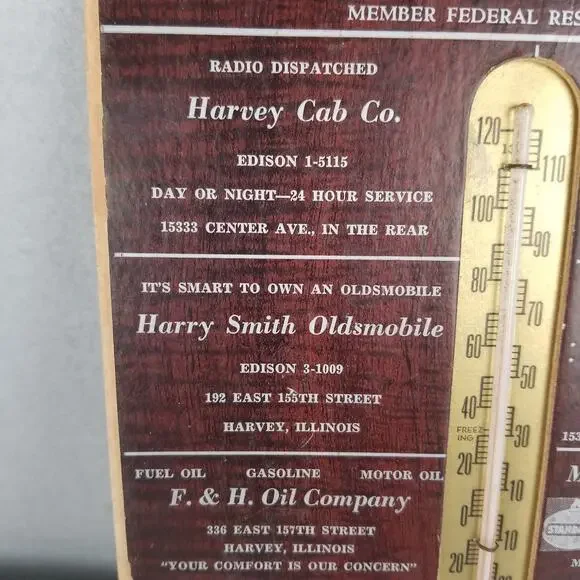 MEMBER FEDERAL RES
RADIO DISPATCHED
Harvey Cab Co.
EDISON 1-5115
DAY OR NIGHT—24 HOUR SERVICE
15333 CENTER AVE., IN THE REAR
IT'S SMART TO OWN AN OLDSMOBILE
Harry Smith Oldsmobile
EDISON 3-1009
192 EAST 155TH STREET
HARVEY, ILLINOIS
FUEL OIL GASOLINE MOTOR OIL
F. & H. Oil Company
336 EAST 157TH STREET
HARVEY, ILLINOIS
"YOUR COMFORT IS OUR CONCERN"
120
110
100
90
80
70
60
50
40
FREEZ
ING
30
20
10
0
10
20
153
M
M